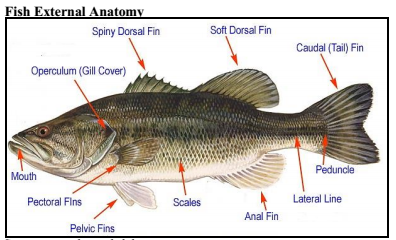 Fish External Anatomy
Spiny Dorsal Fin
Soft Dorsal Fin
Caudal (Tail) Fin
Operculum (Gill Cover)
Mouth
Peduncle
Pectoral FIns
Scales
Lateral Line
Anal Fin
Pelvic Fins